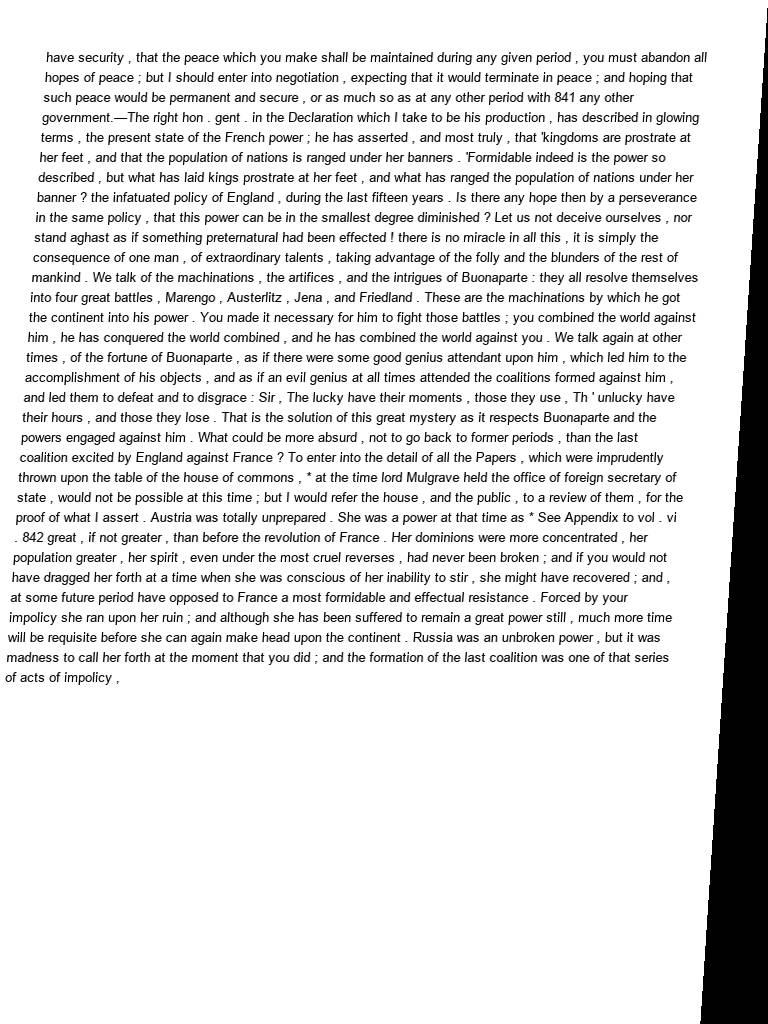 have security , that the peace which you make shall be maintained during any given period , you must abandon all
hopes of peace ; but I should enter into negotiation , expecting that it would terminate in peace ; and hoping that
such peace would be permanent and secure , or as much so as at any other period with 841 any other
government.—The right hon . gent . in the Declaration which I take to be his production , has described in glowing
terms , the present state of the French power ; he has asserted , and most truly , that 'kingdoms are prostrate at
her feet , and that the population of nations is ranged under her banners . 'Formidable indeed is the power so
described , but what has laid kings prostrate at her feet , and what has ranged the population of nations under her
banner ? the infatuated policy of England , during the last fifteen years . Is there any hope then by a perseverance
in the same policy , that this power can be in the smallest degree diminished ? Let us not deceive ourselves , nor
stand aghast as if something preternatural had been effected ! there is no miracle in all this , it is simply the
consequence of one man , of extraordinary talents , taking advantage of the folly and the blunders of the rest of
mankind . We talk of the machinations , the artifices , and the intrigues of Buonaparte : they all resolve themselves
into four great battles , Marengo , Austerlitz , Jena , and Friedland . These are the machinations by which he got
the continent into his power . You made it necessary for him to fight those battles ; you combined the world against
him , he has conquered the world combined , and he has combined the world against you . We talk again at other
times , of the fortune of Buonaparte , as if there were some good genius attendant upon him , which led him to the
accomplishment of his objects , and as if an evil genius at all times attended the coalitions formed against him ,
and led them to defeat and to disgrace : Sir , The lucky have their moments , those they use , Th ' unlucky have
their hours , and those they lose . That is the solution of this great mystery as it respects Buonaparte and the
powers engaged against him . What could be more absurd , not to go back to former periods , than the last
coalition excited by England against France ? To enter into the detail of all the Papers , which were imprudently
thrown upon the table of the house of commons , * at the time lord Mulgrave held the office of foreign secretary of
state , would not be possible at this time ; but I would refer the house , and the public , to a review of them , for the
proof of what I assert . Austria was totally unprepared . She was a power at that time as * See Appendix to vol . vi
. 842 great , if not greater , than before the revolution of France . Her dominions were more concentrated , her
population greater , her spirit , even under the most cruel reverses , had never been broken ; and if you would not
have dragged her forth at a time when she was conscious of her inability to stir , she might have recovered ; and ,
at some future period have opposed to France a most formidable and effectual resistance . Forced by your
impolicy she ran upon her ruin ; and although she has been suffered to remain a great power still , much more time
will be requisite before she can again make head upon the continent . Russia was an unbroken power , but it was
madness to call her forth at the moment that you did ; and the formation of the last coalition was one of that series
of acts of impolicy ,